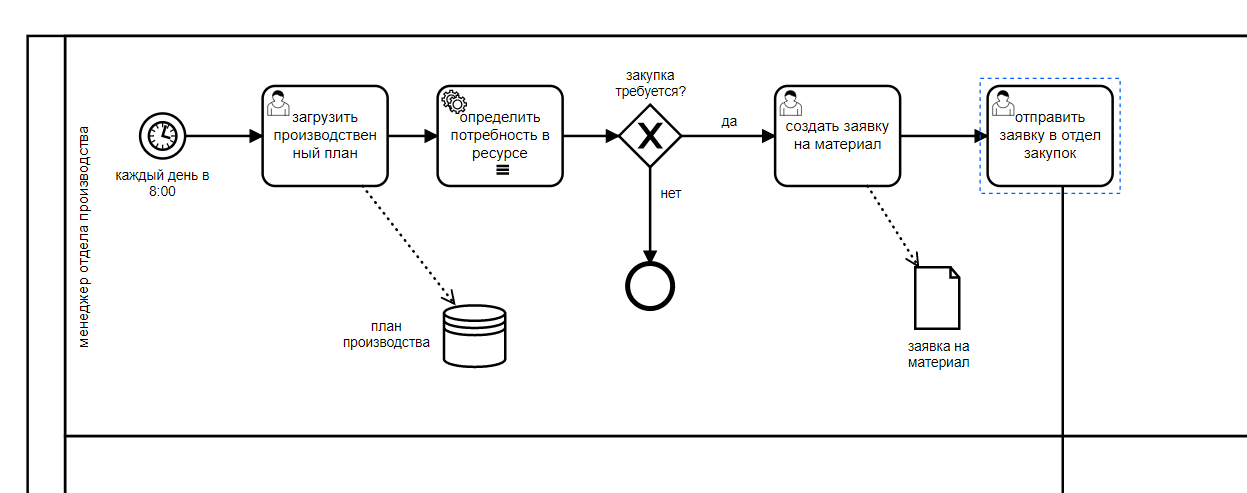 менеджер отдела производства
каждый день в
8:00
загрузить
производствен
ный план
определить
потребность в
ресурсе
закупка
требуется?
да
нет
создать заявку
на материал
отправить
заявку в отдел
закупок
план
производства
заявка на
материал